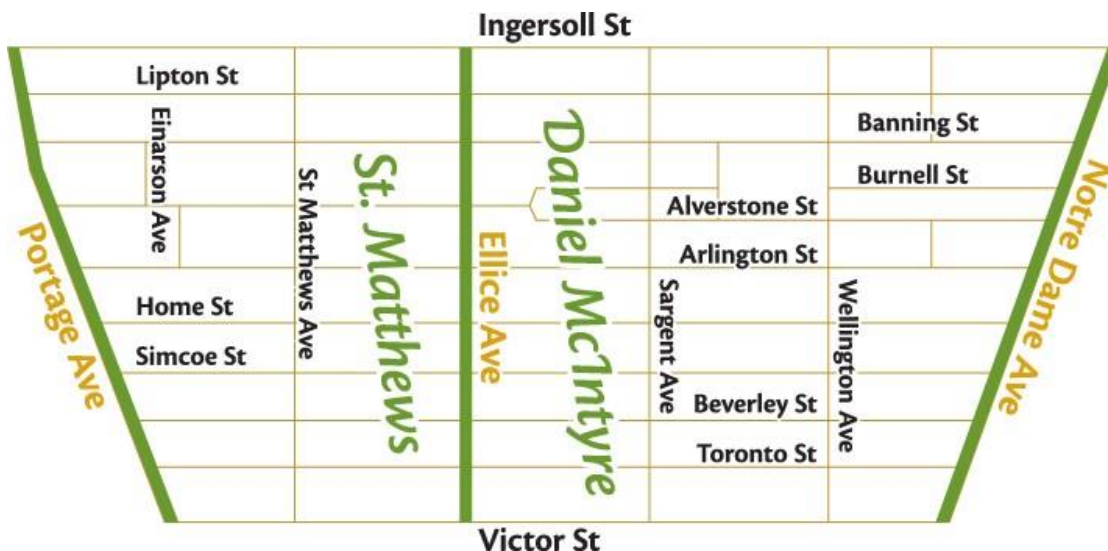 Ingersoll St
Lipton St
Einarson Ave
Banning St
Burnell St
St Matthews Ave
St. Matthews
Daniel McIntyre
Alverstone St
Portage Ave
Ellice Ave
Arlington St
Notre Dame Ave
Home St
Sargent Ave
Wellington Ave
Simcoe St
Beverley St
Toronto St
Victor St